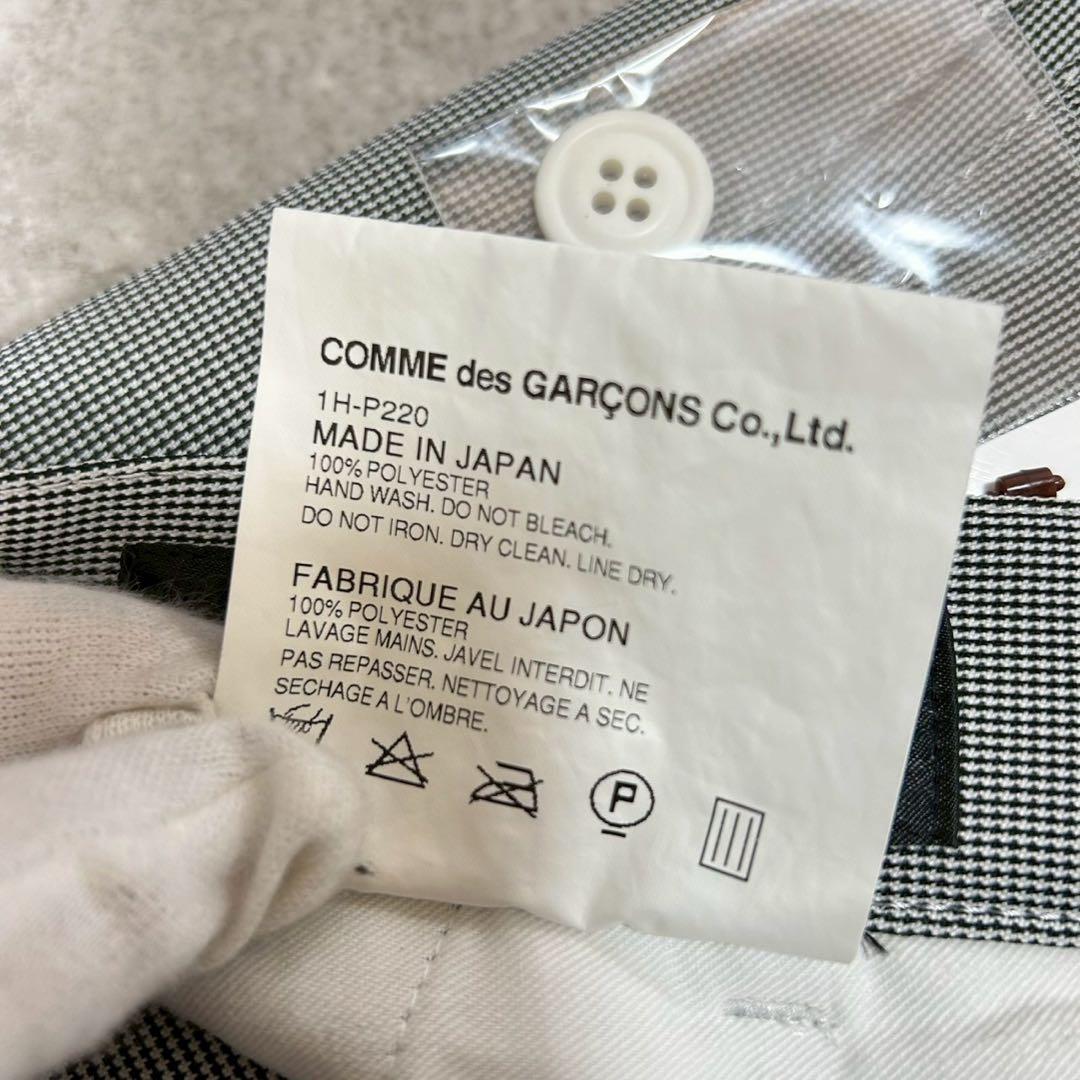 COMME des GARÇONS Co.,Ltd.
1H-P220
MADE IN JAPAN
100% POLYESTER
HAND WASH. DO NOT BLEACH.
DO NOT IRON. DRY CLEAN. LINE DRY.
FABRIQUE AU JAPON
100% POLYESTER
LAVAGE MAINS. JAVEL INTERDIT. NE
PAS REPASSER. NETTOYAGE A SEC.
SECHAGE A L'OMBRE.
P